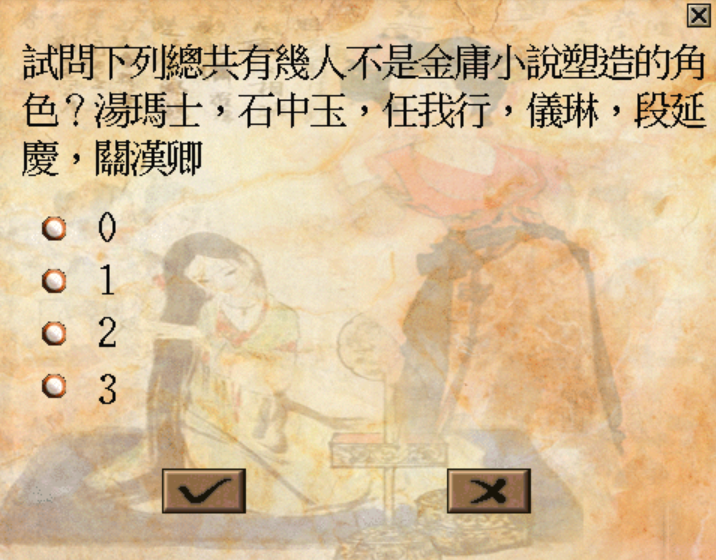 試問下列總共有幾人不是金庸小說塑造的角
色？湯瑪士，石中玉，任我行，儀琳，段延
慶，關漢卿
0
1
2
3